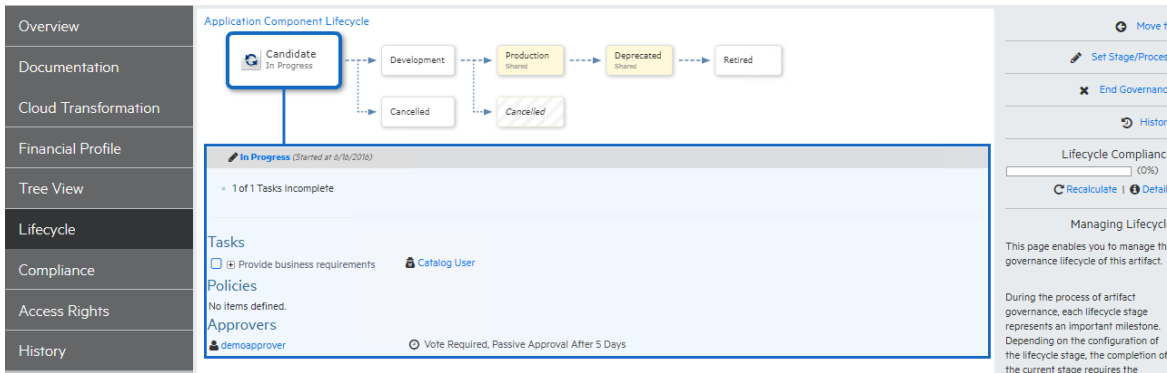 Overview
Documentation
Cloud Transformation
Financial Profile
Tree View
Lifecycle
Compliance
Access Rights
History
Application Component Lifecycle
Candidate
In Progress
Development
Production
Shared
Deprecated
Shared
Retired
Cancelled
Cancelled
In Progress (Started at 6/16/2016)
1 of 1 Tasks Incomplete
Tasks
Provide business requirements
Catalog User
Policies
No items defined.
Approvers
demoapprover
Vote Required, Passive Approval After 5 Days
Move
Set Stage/Proces
End Governanc
Histor
Lifecycle Complianc
(0%)
Recalculate | Detail
Managing Lifecycl
This page enables you to manage th
governance lifecycle of this artifact.
During the process of artifact
governance, each lifecycle stage
represents an important milestone.
Depending on the configuration of
the lifecycle stage, the completion of
the current stage requires the